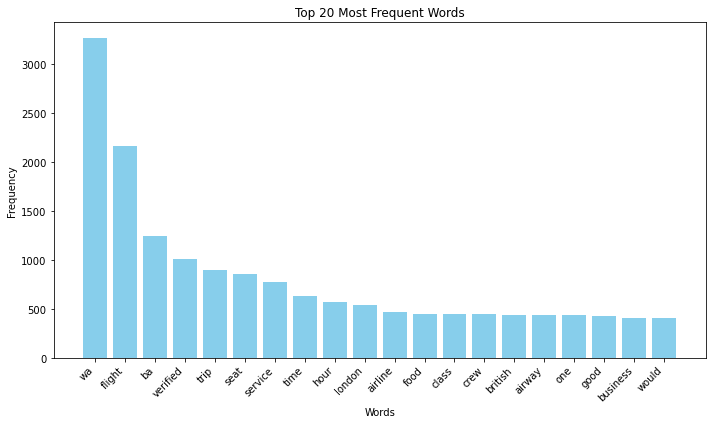 Top 20 Most Frequent Words
Frequency
3000
2500
2000
1500
1000
500
0
wa
flight
ba
verified
trip
seat
service
time
hour
london
airline
food
class
crew
british
airway
one
good
business
would
Words